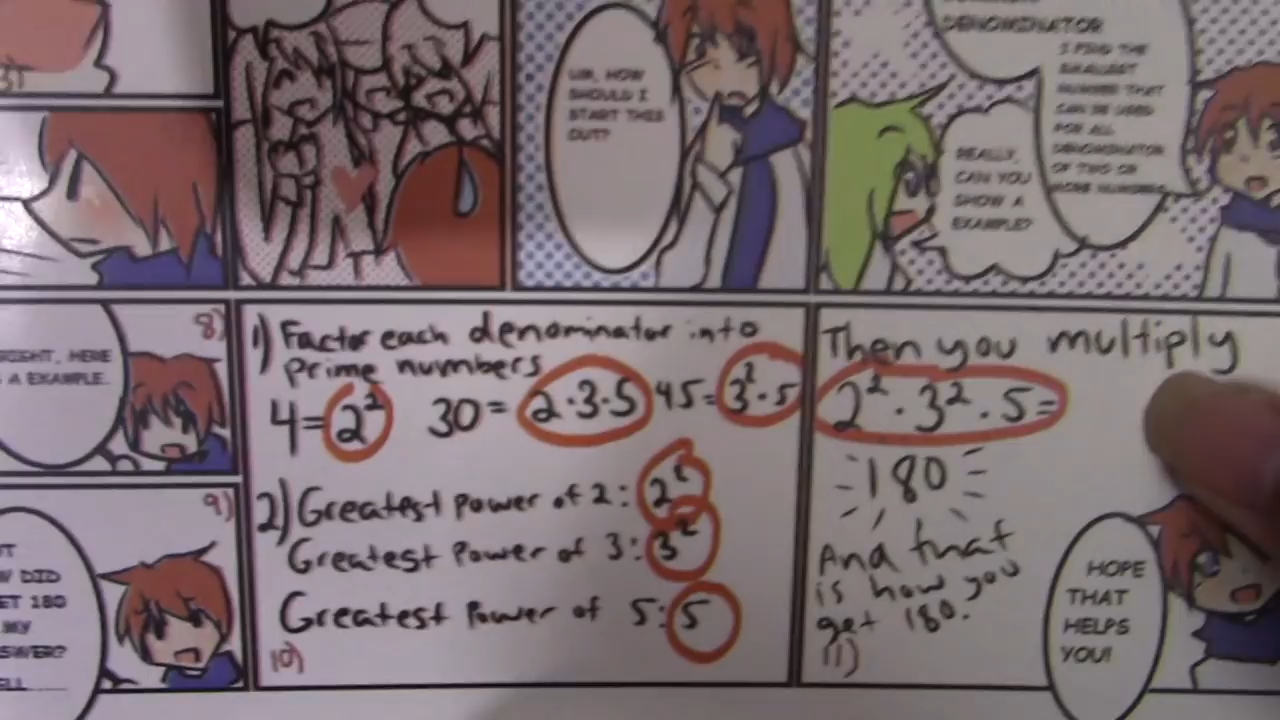 UM, HOW
SHOULD I
START THIS
OUT?
DENOMINATOR
I FIND THE
SMALLEST
NUMBER THAT
CAN BE USED
FOR ALL
DENOMINATOR
OF TWO OR
MORE NUMBERS
REALLY,
CAN YOU
SHOW A
EXAMPLE?
8)
HERE
A EXAMPLE.
9)
DID
180
MY
1) Factor each denominator into
prime numbers
4=2² 30=2·3·5 45=3²·5
2) Greatest power of 2: 2²
Greatest Power of 3: 3²
Greatest Power of 5: 5
10)
Then you multiply
2²·3²·5=
180
And that
is how you
get 180.
11)
HOPE
THAT
HELPS
YOU!